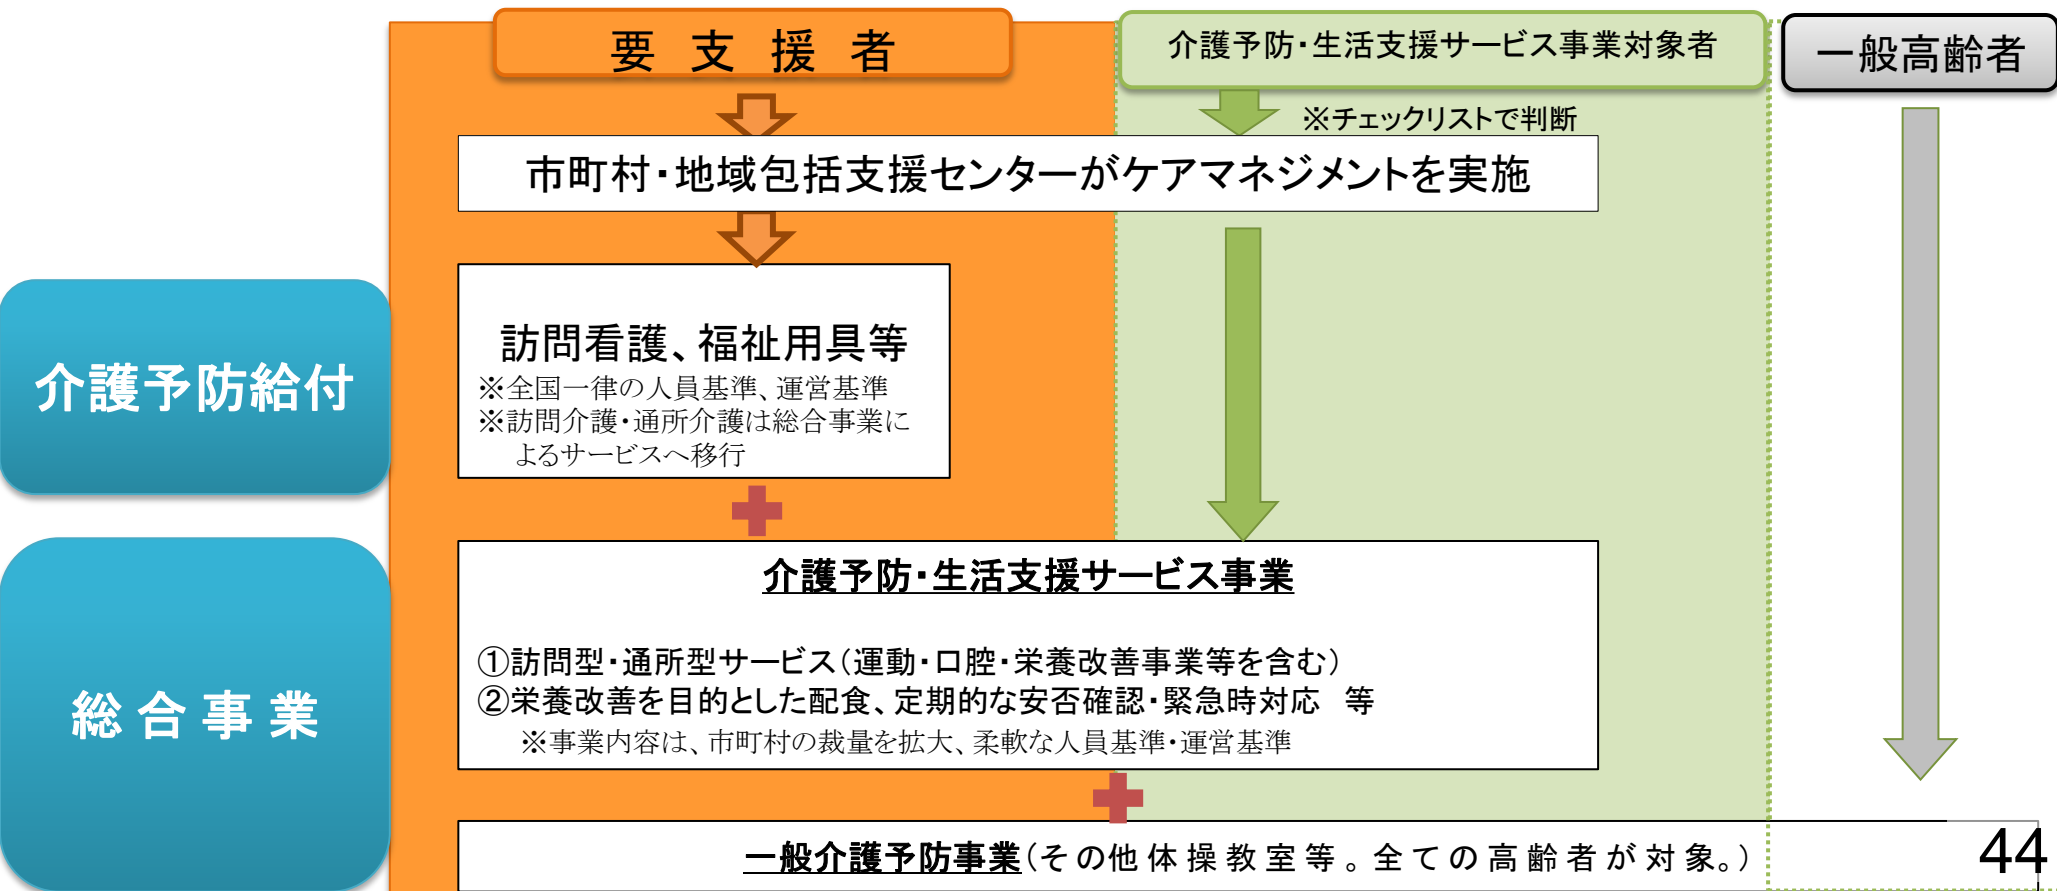 要支援者
介護予防・生活支援サービス事業対象者
一般高齢者
※チェックリストで判断
市町村・地域包括支援センターがケアマネジメントを実施
介護予防給付
訪問看護、福祉用具等
※全国一律の人員基準、運営基準
※訪問介護・通所介護は総合事業に
よるサービスへ移行
総合事業
介護予防・生活支援サービス事業
①訪問型・通所型サービス(運動・口腔・栄養改善事業等を含む)
②栄養改善を目的とした配食、定期的な安否確認・緊急時対応　等
※事業内容は、市町村の裁量を拡大、柔軟な人員基準・運営基準
一般介護予防事業(その他体操教室等。全ての高齢者が対象。)
44